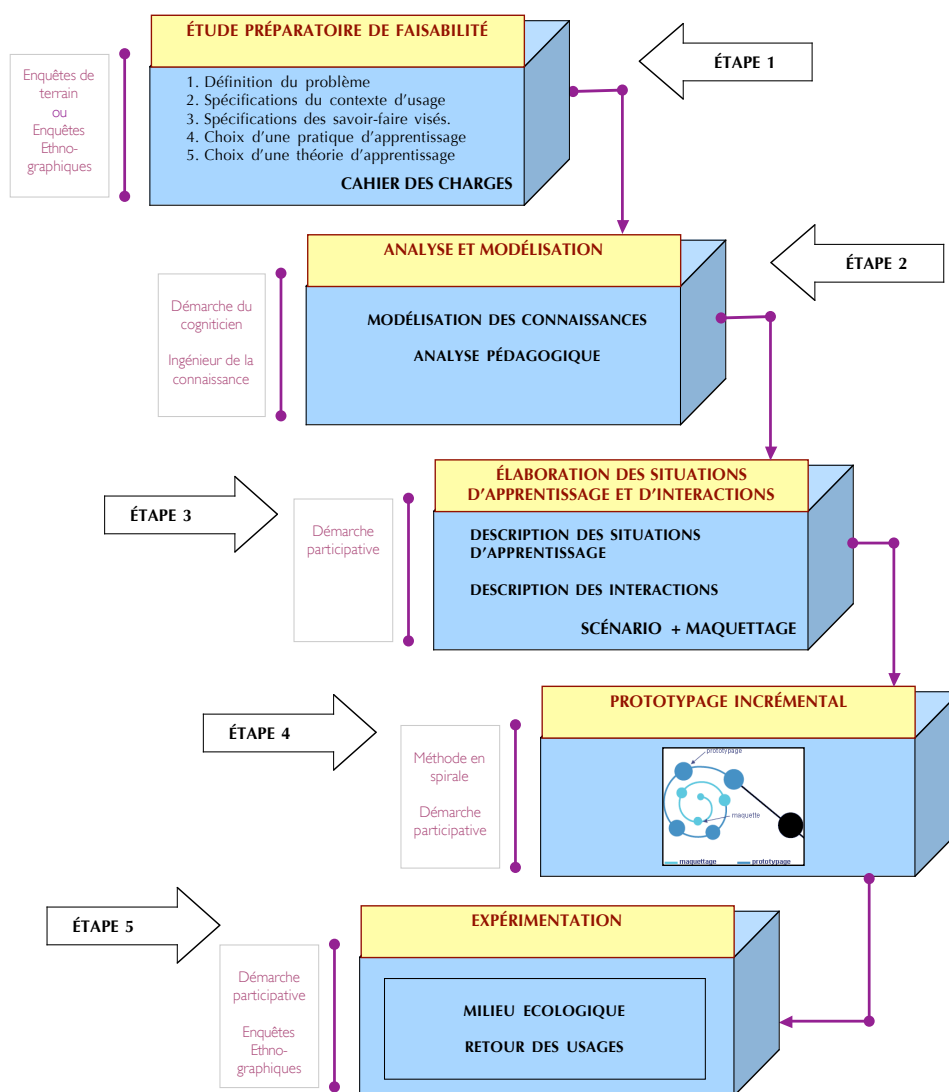 ÉTUDE PRÉPARATOIRE DE FAISABILITÉ
ÉTAPE 1
Enquêtes de
terrain
ou
Enquêtes
Ethno-
graphiques
1. Définition du problème
2. Spécifications du contexte d'usage
3. Spécifications des savoir-faire visés.
4. Choix d'une pratique d'apprentissage
5. Choix d'une théorie d'apprentissage
CAHIER DES CHARGES
ANALYSE ET MODÉLISATION
ÉTAPE 2
Démarche du
cogniticien
Ingénieur de la
connaissance
MODÉLISATION DES CONNAISSANCES
ANALYSE PÉDAGOGIQUE
ÉLABORATION DES SITUATIONS
D'APPRENTISSAGE ET D'INTERACTIONS
ÉTAPE 3
Démarche
participative
DESCRIPTION DES SITUATIONS
D'APPRENTISSAGE
DESCRIPTION DES INTERACTIONS
SCÉNARIO + MAQUETTAGE
PROTOTYPAGE INCRÉMENTAL
ÉTAPE 4
Méthode en
spirale
Démarche
participative
prototypage
maquette
maquettage
prototypage
EXPÉRIMENTATION
ÉTAPE 5
Démarche
participative
Enquêtes
Ethno-
graphiques
MILIEU ECOLOGIQUE
RETOUR DES USAGES